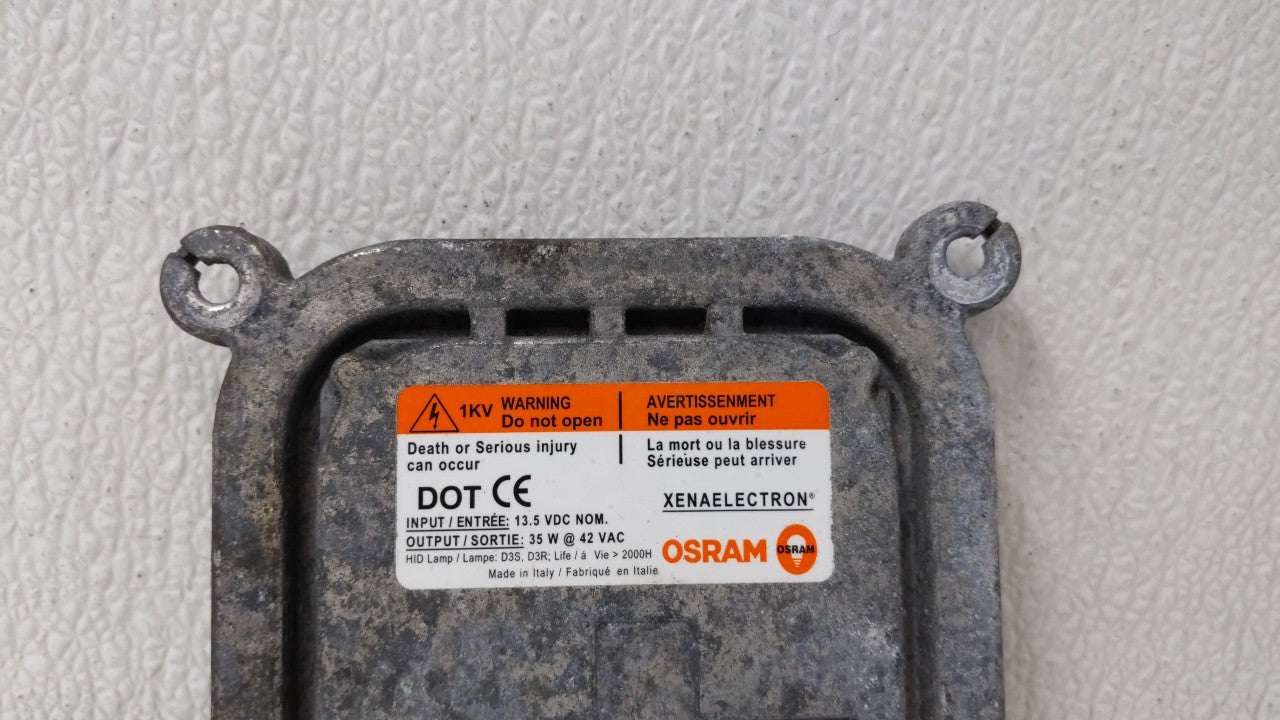 1KV WARNING
Do not open
AVERTISSENMENT
Ne pas ouvrir
Death or Serious injury
can occur
La mort ou la blessure
Sérieuse peut arriver
DOT CE
XENAELECTRON®
INPUT / ENTRÉE: 13.5 VDC NOM.
OUTPUT / SORTIE: 35 W @ 42 VAC
HID Lamp / Lampe: D3S, D3R; Life / á Vie > 2000H
OSRAM OSRAM
Made in Italy / Fabriqué en Italie